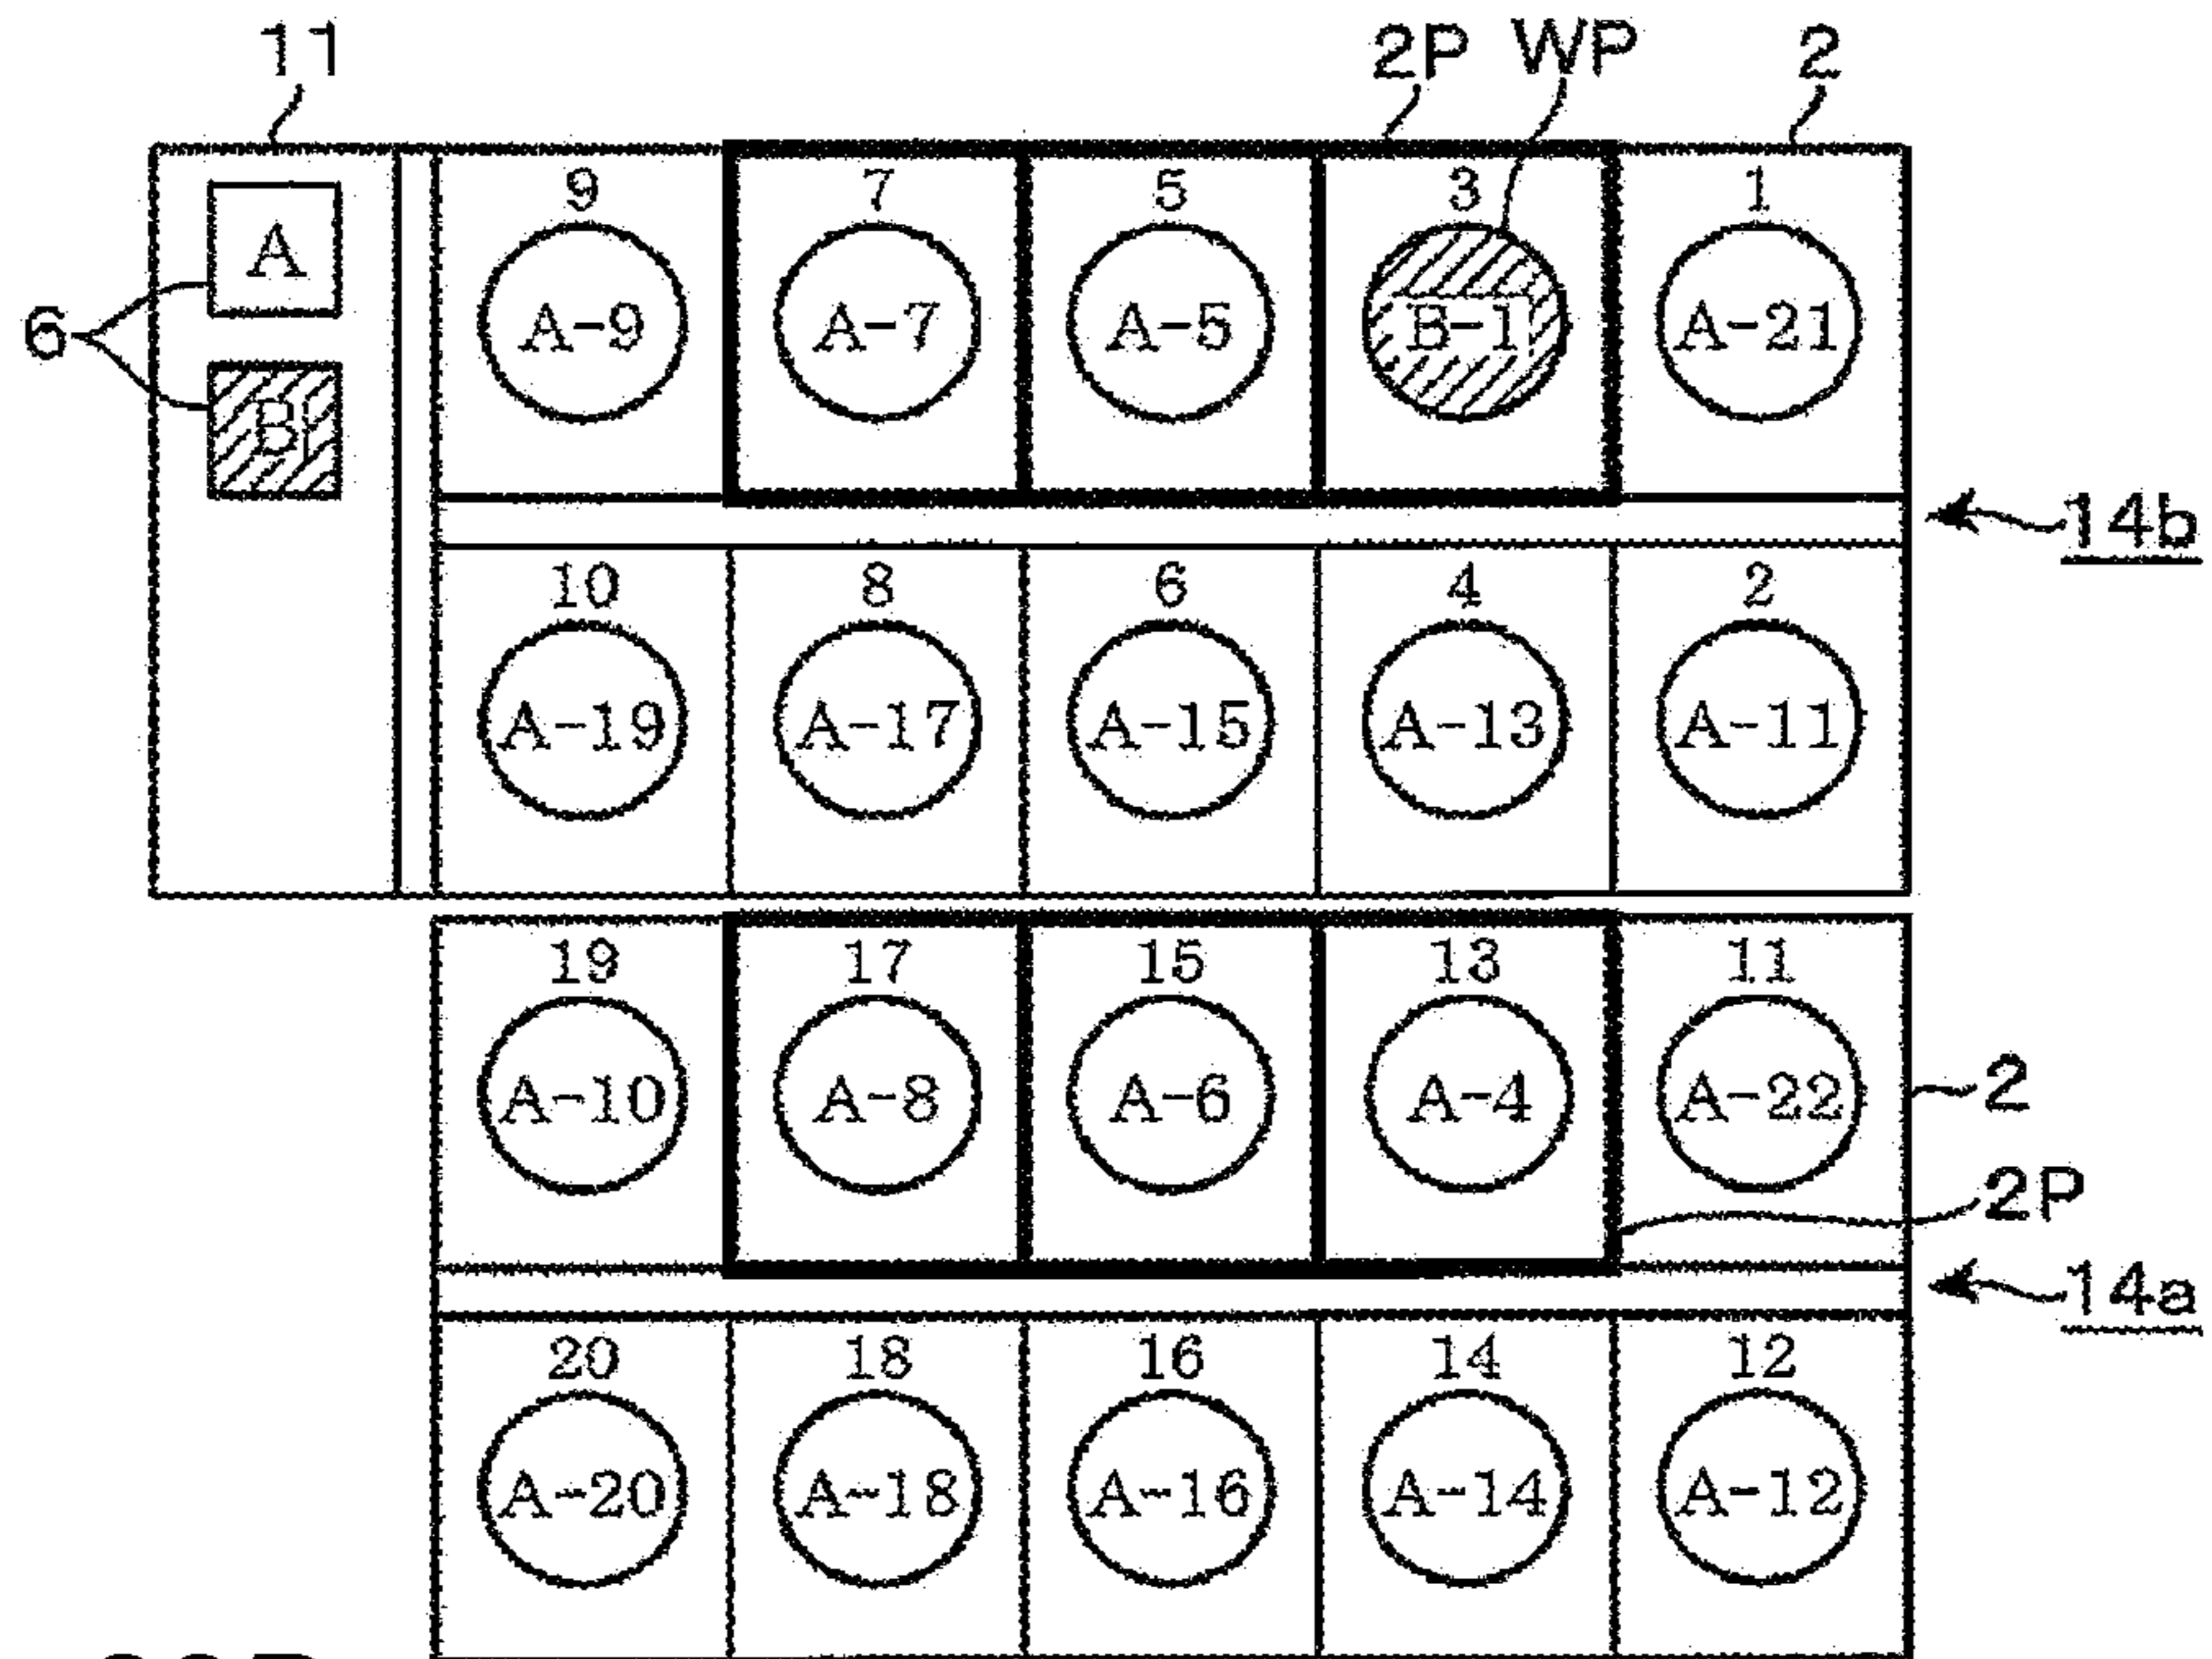 11 2P WP 2
9 7 5 3 1
A
6
A-9 A-7 A-5 B-1 A-21
B
14b
10 8 6 4 2
A-19 A-17 A-15 A-13 A-11
19 17 15 13 11
A-10 A-8 A-6 A-4 A-22
2
2P
14a
20 18 16 14 12
A-20 A-18 A-16 A-14 A-12